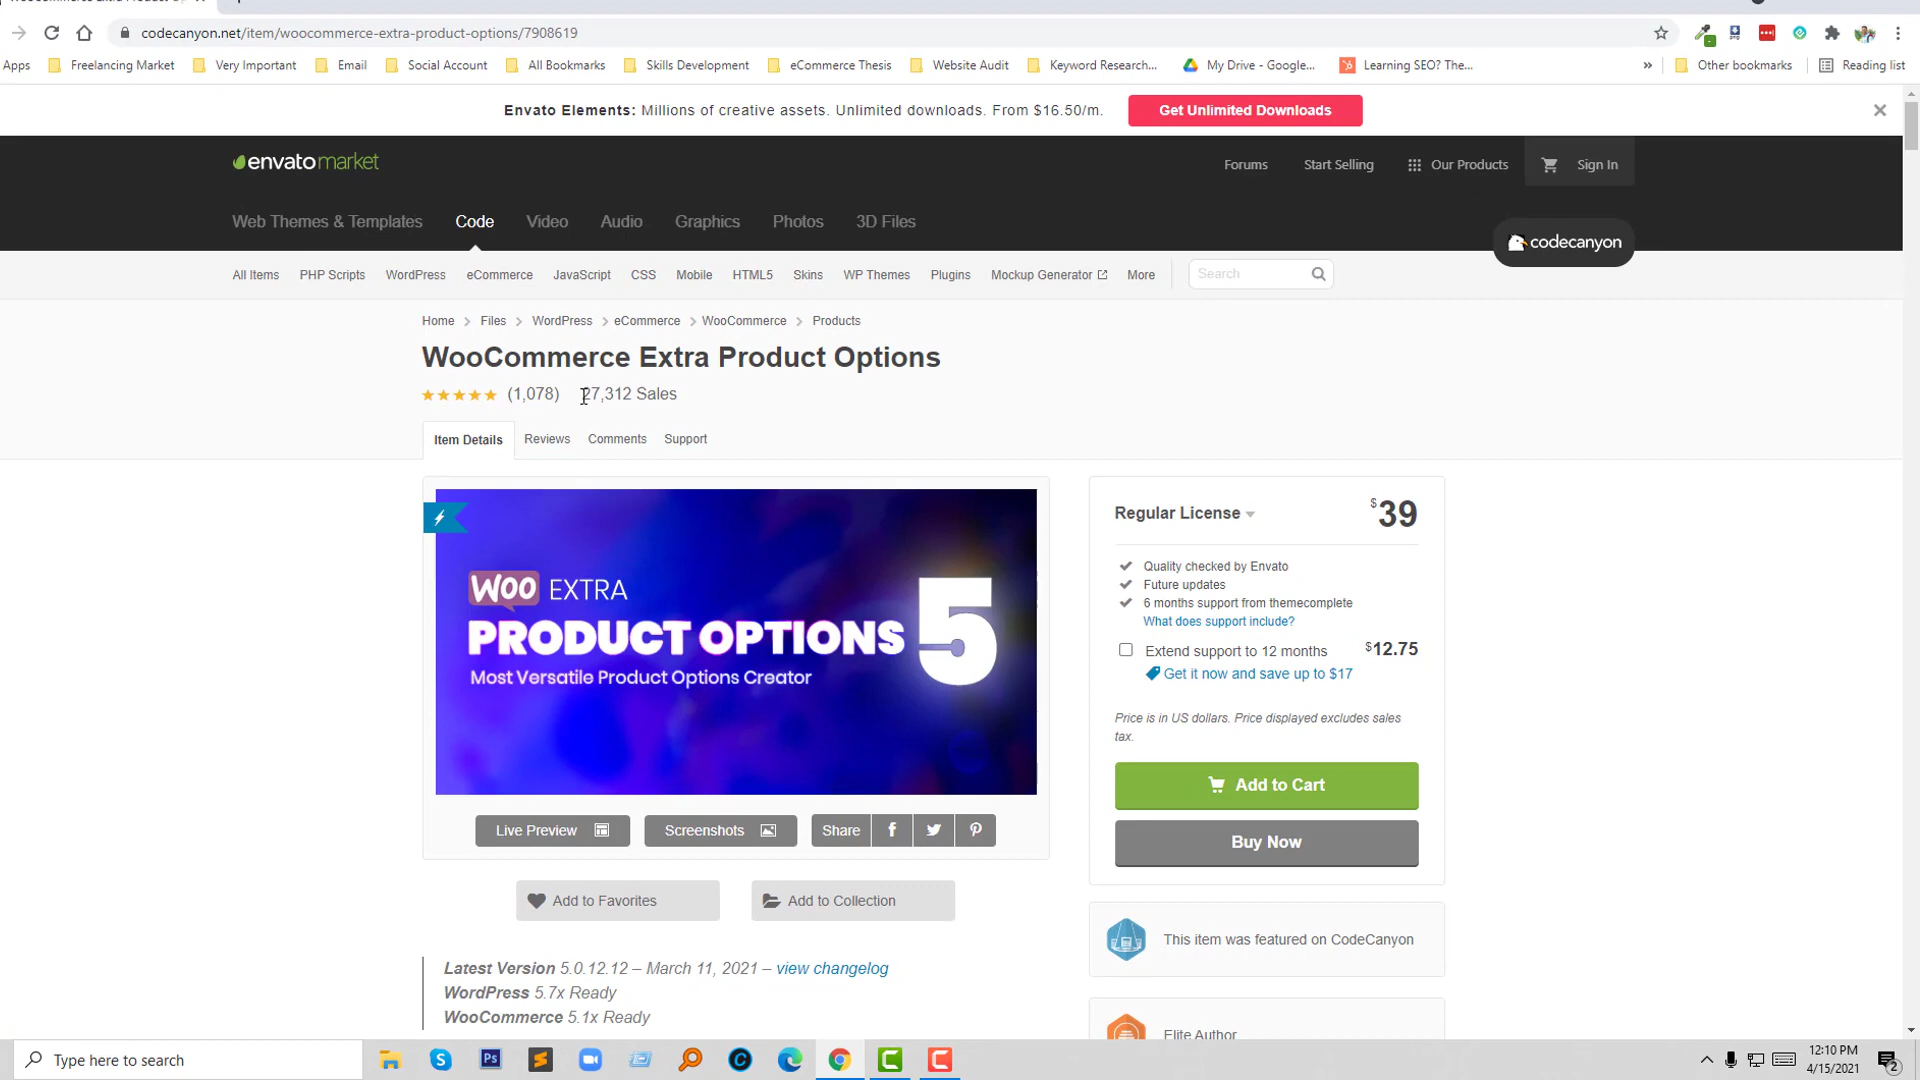 codecanyon.net/item/woocommerce-extra-product-options/7908619
Apps Freelancing Market Very Important Email Social Account All Bookmarks Skills Development eCommerce Thesis Website Audit Keyword Research... My Drive - Google... Learning SEO? The... » Other bookmarks Reading list
Envato Elements: Millions of creative assets. Unlimited downloads. From $16.50/m. Get Unlimited Downloads
envatomarket Forums Start Selling Our Products Sign In
Web Themes & Templates Code Video Audio Graphics Photos 3D Files
codecanyon
All Items PHP Scripts WordPress eCommerce JavaScript CSS Mobile HTML5 Skins WP Themes Plugins Mockup Generator More Search
Home Files WordPress eCommerce WooCommerce Products
WooCommerce Extra Product Options
(1,078) 27,312 Sales
Item Details Reviews Comments Support
WOO EXTRA
PRODUCT OPTIONS 5
Most Versatile Product Options Creator
Live Preview Screenshots Share
Add to Favorites Add to Collection
Latest Version 5.0.12.12 – March 11, 2021 – view changelog
WordPress 5.7x Ready
WooCommerce 5.1x Ready
Regular License $39
Quality checked by Envato
Future updates
6 months support from themecomplete
What does support include?
Extend support to 12 months $12.75
Get it now and save up to $17
Price is in US dollars. Price displayed excludes sales
tax.
Add to Cart
Buy Now
This item was featured on CodeCanyon
Elite Author
Type here to search
12:10 PM
4/15/2021
2